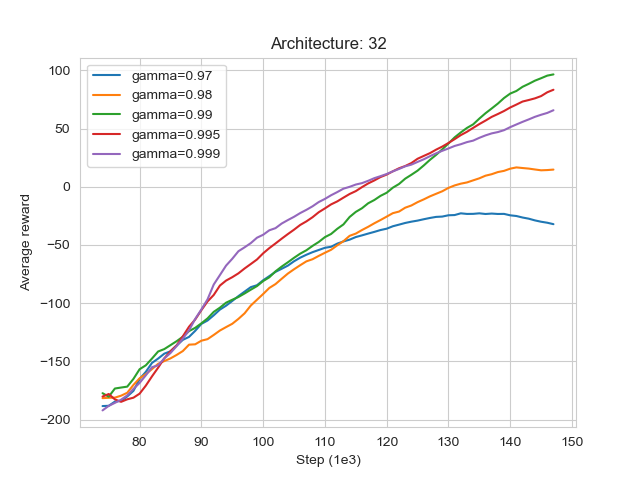 Architecture: 32
gamma=0.97
gamma=0.98
gamma=0.99
gamma=0.995
gamma=0.999
100
50
0
−50
−100
−150
−200
Average reward
80 90 100 110 120 130 140 150
Step (1e3)